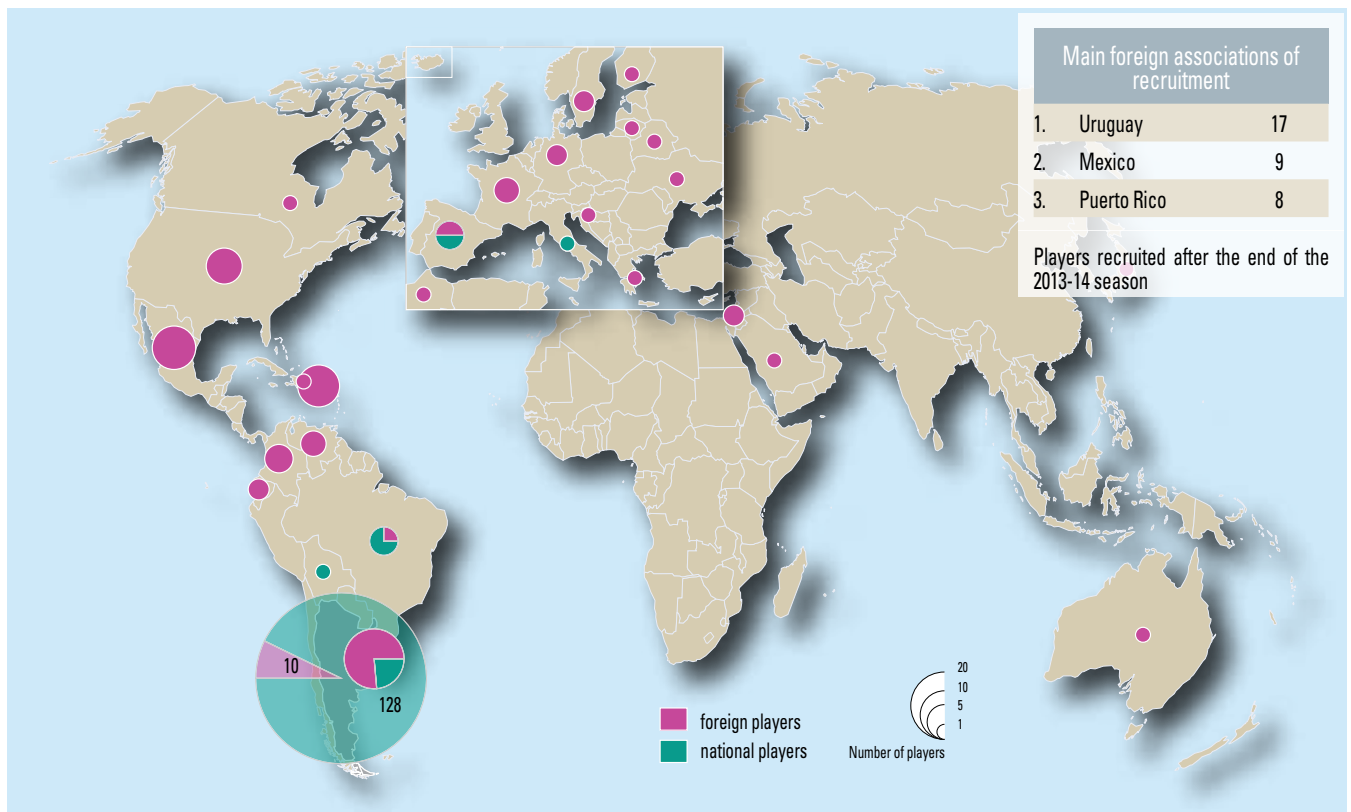 Main foreign associations of
recruitment
1. Uruguay 17
2. Mexico 9
3. Puerto Rico 8
Players recruited after the end of the
2013-14 season
10
128
foreign players
national players
20
10
5
1
Number of players